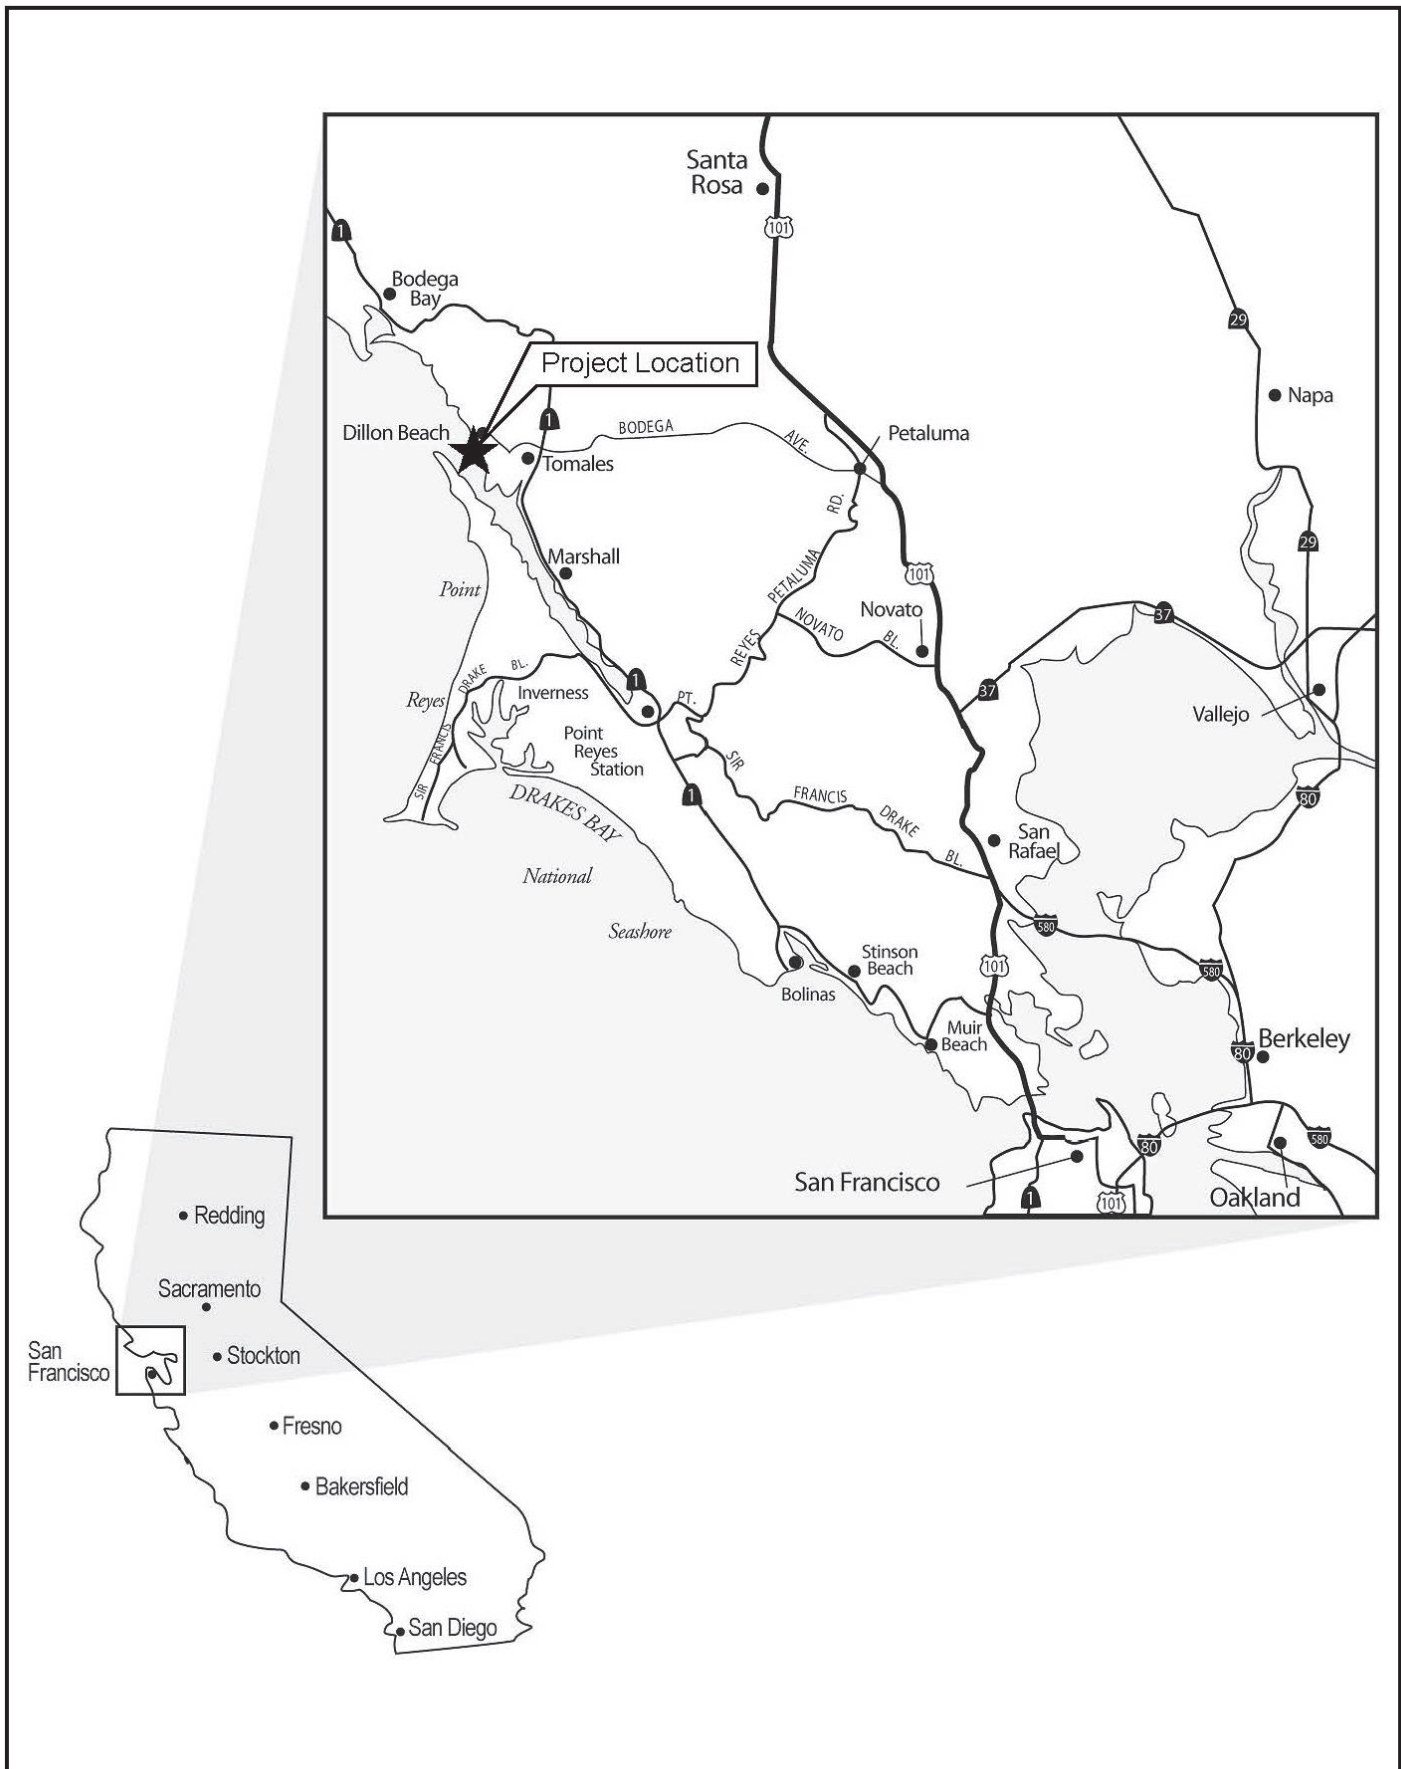 Santa
Rosa
101
1
Bodega
Bay
29
Project Location
Napa
1
Dillon Beach
BODEGA
AVE.
Petaluma
Tomales
RD.
29
Marshall
PETALUMA
101
Point
Novato
NOVATO
BL.
37
REYES
DRAKE
BL.
Inverness
1
PT.
37
Reyes
Vallejo
Point
Reyes
Station
FRANCIS
SIR
SIR
DRAKES BAY
1
FRANCIS
DRAKE
BL.
80
San
Rafael
National
Seashore
580
Stinson
Beach
101
580
Bolinas
Muir
Beach
80
Berkeley
80
580
San Francisco
1
101
Oakland
Redding
Sacramento
San
Francisco
Stockton
Fresno
Bakersfield
Los Angeles
San Diego